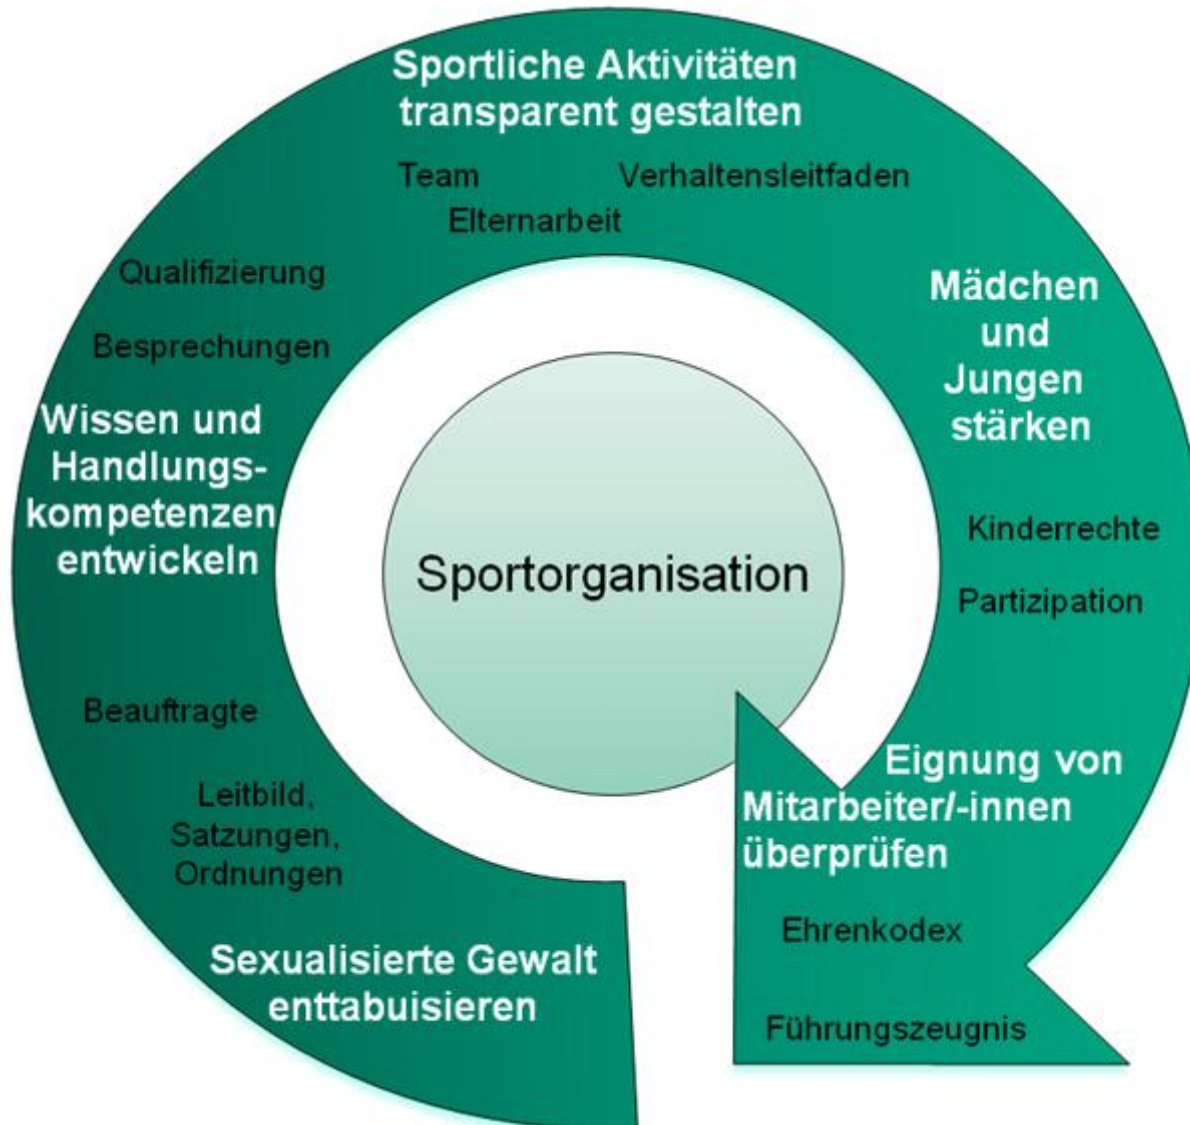 Sportliche Aktivitäten
transparent gestalten
Team
Verhaltensleitfaden
Elternarbeit
Qualifizierung
Besprechungen
Mädchen
und
Jungen
stärken
Wissen und
Handlungs-
kompetenzen
entwickeln
Kinderrechte
Partizipation
Sportorganisation
Beauftragte
Leitbild,
Satzungen,
Ordnungen
Eignung von
Mitarbeiter/-innen
überprüfen
Ehrenkodex
Führungszeugnis
Sexualisierte Gewalt
enttabuisieren